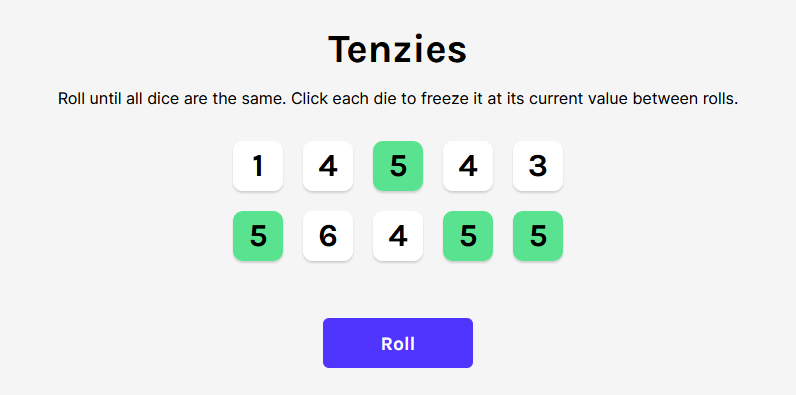 Tenzies
Roll until all dice are the same. Click each die to freeze it at its current value between rolls.
1 4 5 4 3
5 6 4 5 5
Roll